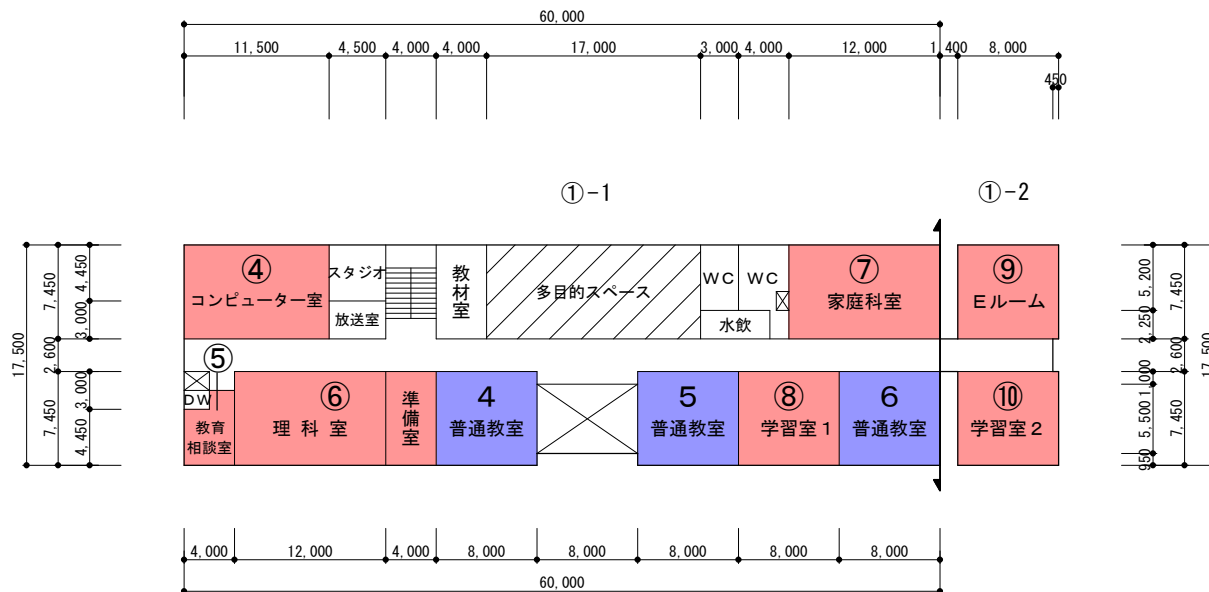 60,000
11,500 4,500 4,000 4,000 17,000 3,000 4,000 12,000 1,400 8,000
450
①-1 ①-2
17,500
7,450
2,600
7,450
4,450
3,000
3,000
4,450
④
コンピューター室
スタジオ
放送室
教材室
多目的スペース
WC
WC
水飲
⑦
家庭科室
⑨
Eルーム
5,200
2,250
1,000
5,500
950
7,450
2,600
7,450
17,500
⑤
DW
教育
相談室
⑥
理科室
準備室
4
普通教室
5
普通教室
⑧
学習室1
6
普通教室
⑩
学習室2
4,000 12,000 4,000 8,000 8,000 8,000 8,000 8,000
60,000